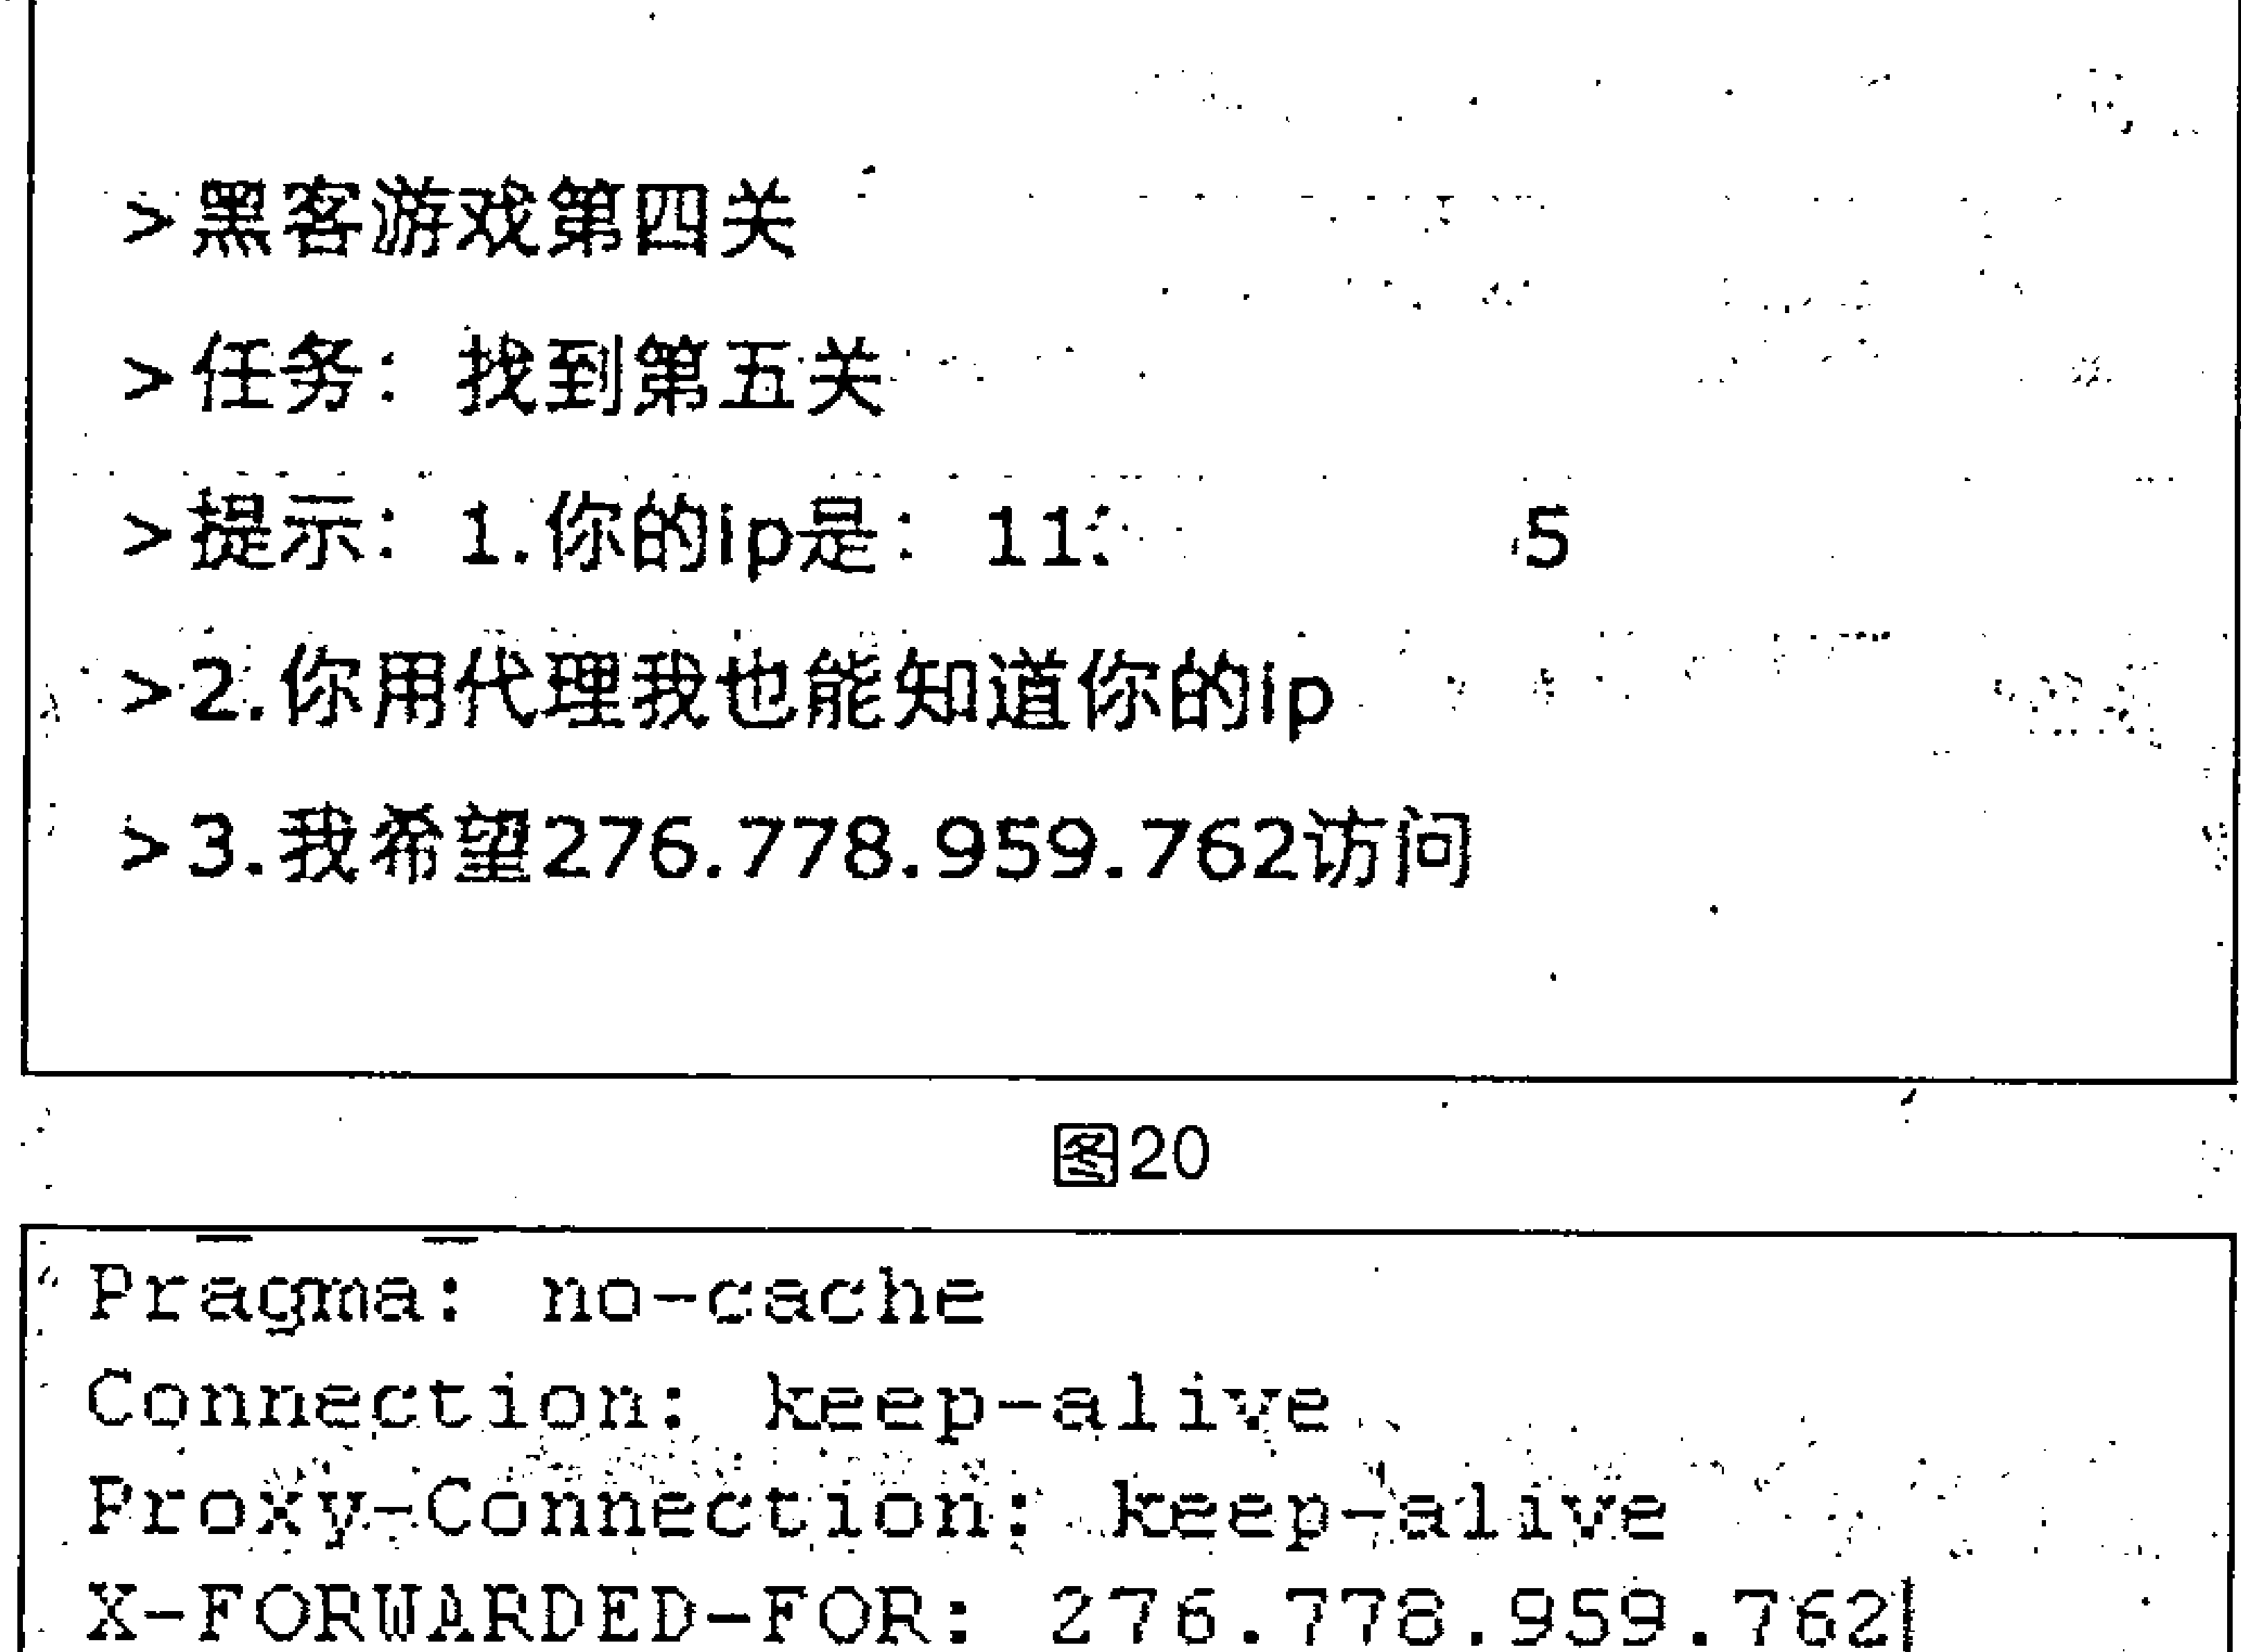 >黑客游戏第四关
>任务：找到第五关
>提示：1.你的ip是：11 5
>2.你用代理我也能知道你的ip
>3.我希望276.778.959.762访问
图20
Pragma: no-cache
Connection: keep-alive
Proxy-Connection: keep-alive
X-FORWARDED-FOR: 276.778.959.762